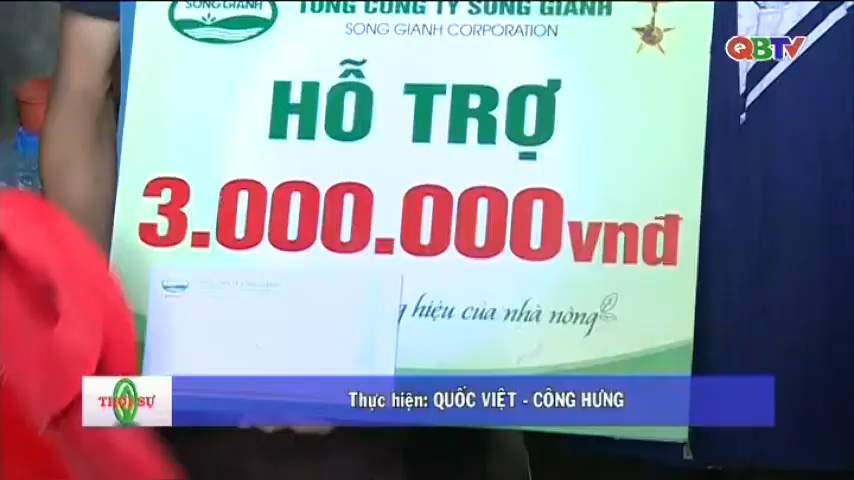 SÔNG GIANH
TỔNG CÔNG TY SÔNG GIANH
SONG GIANH CORPORATION
QBTV
HỖ TRỢ
3.000.000vnđ
hiệu của nhà nông
THỜI SỰ
Thực hiện: QUỐC VIỆT - CÔNG HƯNG